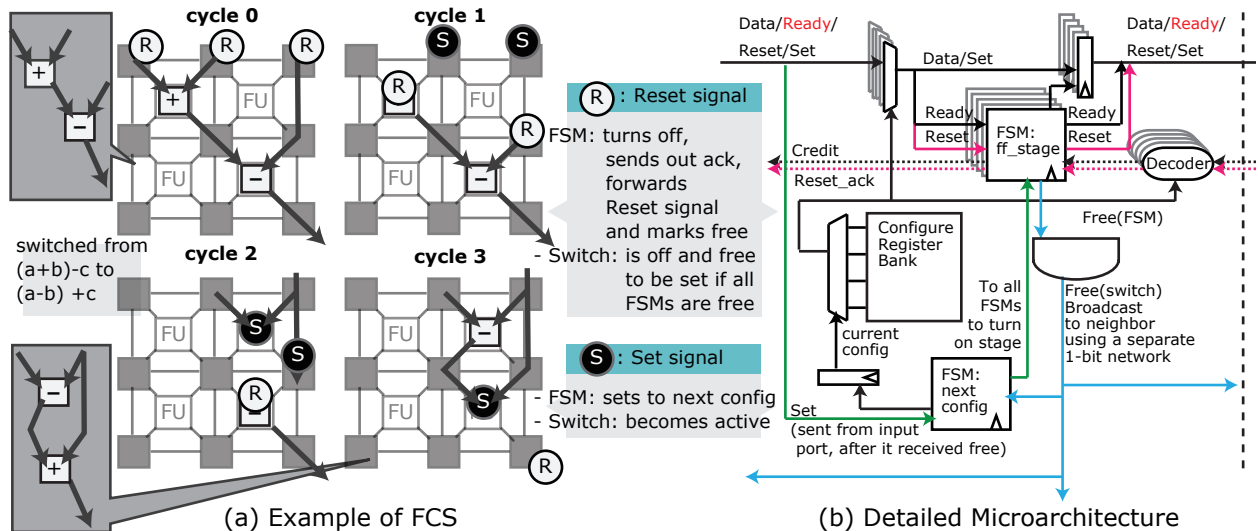 cycle 0
cycle 1
R
R
R
S
S
+
-
+
FU
FU
-
FU
R
FU
R
FU
-
switched from
(a+b)-c to
(a-b) +c
cycle 2
cycle 3
-
+
FU
S
S
FU
R
-
FU
-
FU
S
R
(a) Example of FCS
R : Reset signal
FSM: turns off,
sends out ack,
forwards
Reset signal
and marks free
- Switch: is off and free
to be set if all
FSMs are free
S : Set signal
- FSM: sets to next config
- Switch: becomes active
Data/Ready/
Reset/Set
Data/Set
Data/Ready/
Reset/Set
Ready
Reset
FSM:
ff_stage
Ready
Reset
Credit
Reset_ack
Decoder
Configure
Register
Bank
Free(FSM)
To all
FSMs
to turn
on stage
Free(switch)
Broadcast
to neighbor
using a separate
1-bit network
current
config
FSM:
next
config
Set
(sent from input
port, after it received free)
(b) Detailed Microarchitecture